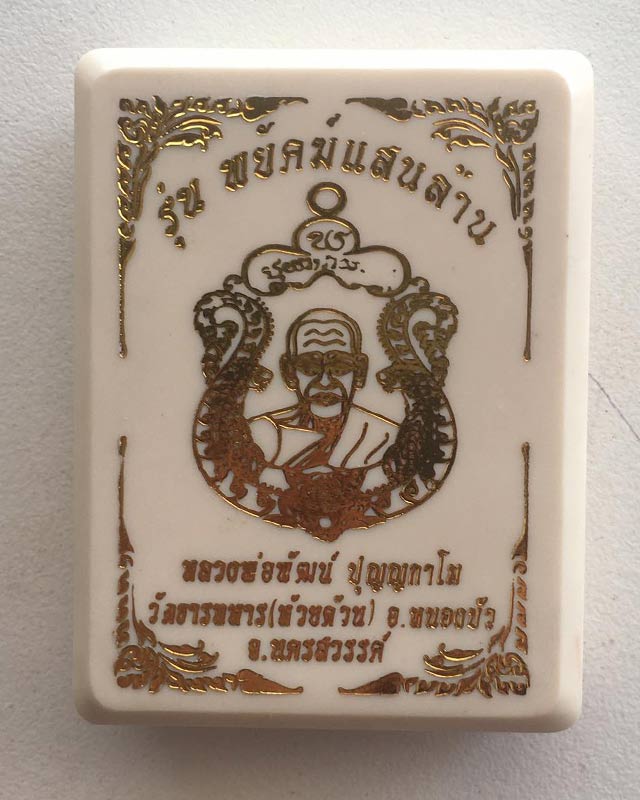 รุ่น พยัคฆ์แสนล้าน
หลวงพ่อพัฒน์ ปุญฺญกาโม
วัดธารทหาร(ห้วยด้วน) อ.หนองบัว
จ.นครสวรรค์